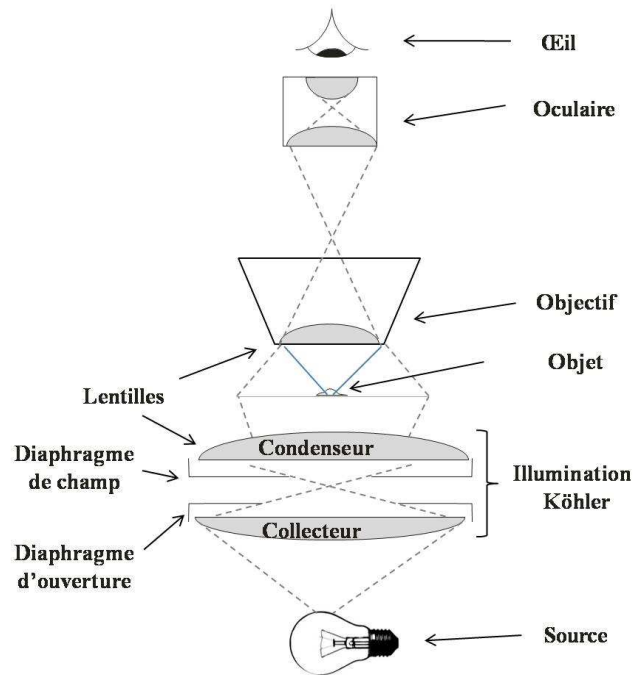 Œil
Oculaire
Objectif
Objet
Lentilles
Condenseur
Diaphragme
de champ
Illumination
Köhler
Collecteur
Diaphragme
d'ouverture
Source